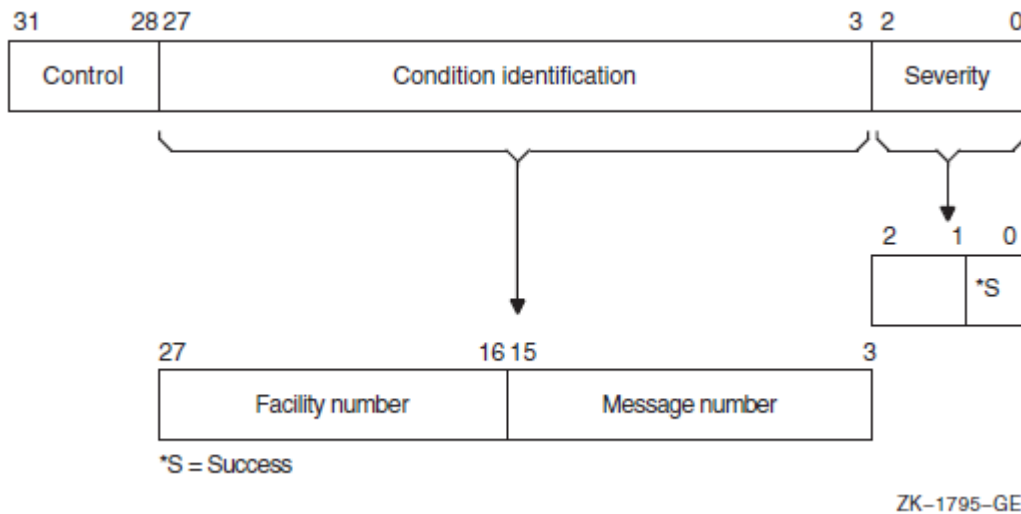 31 28 27 3 2 0
Control Condition identification Severity
2 1 0
*S
27 16 15 3
Facility number Message number
*S = Success
ZK–1795–GE